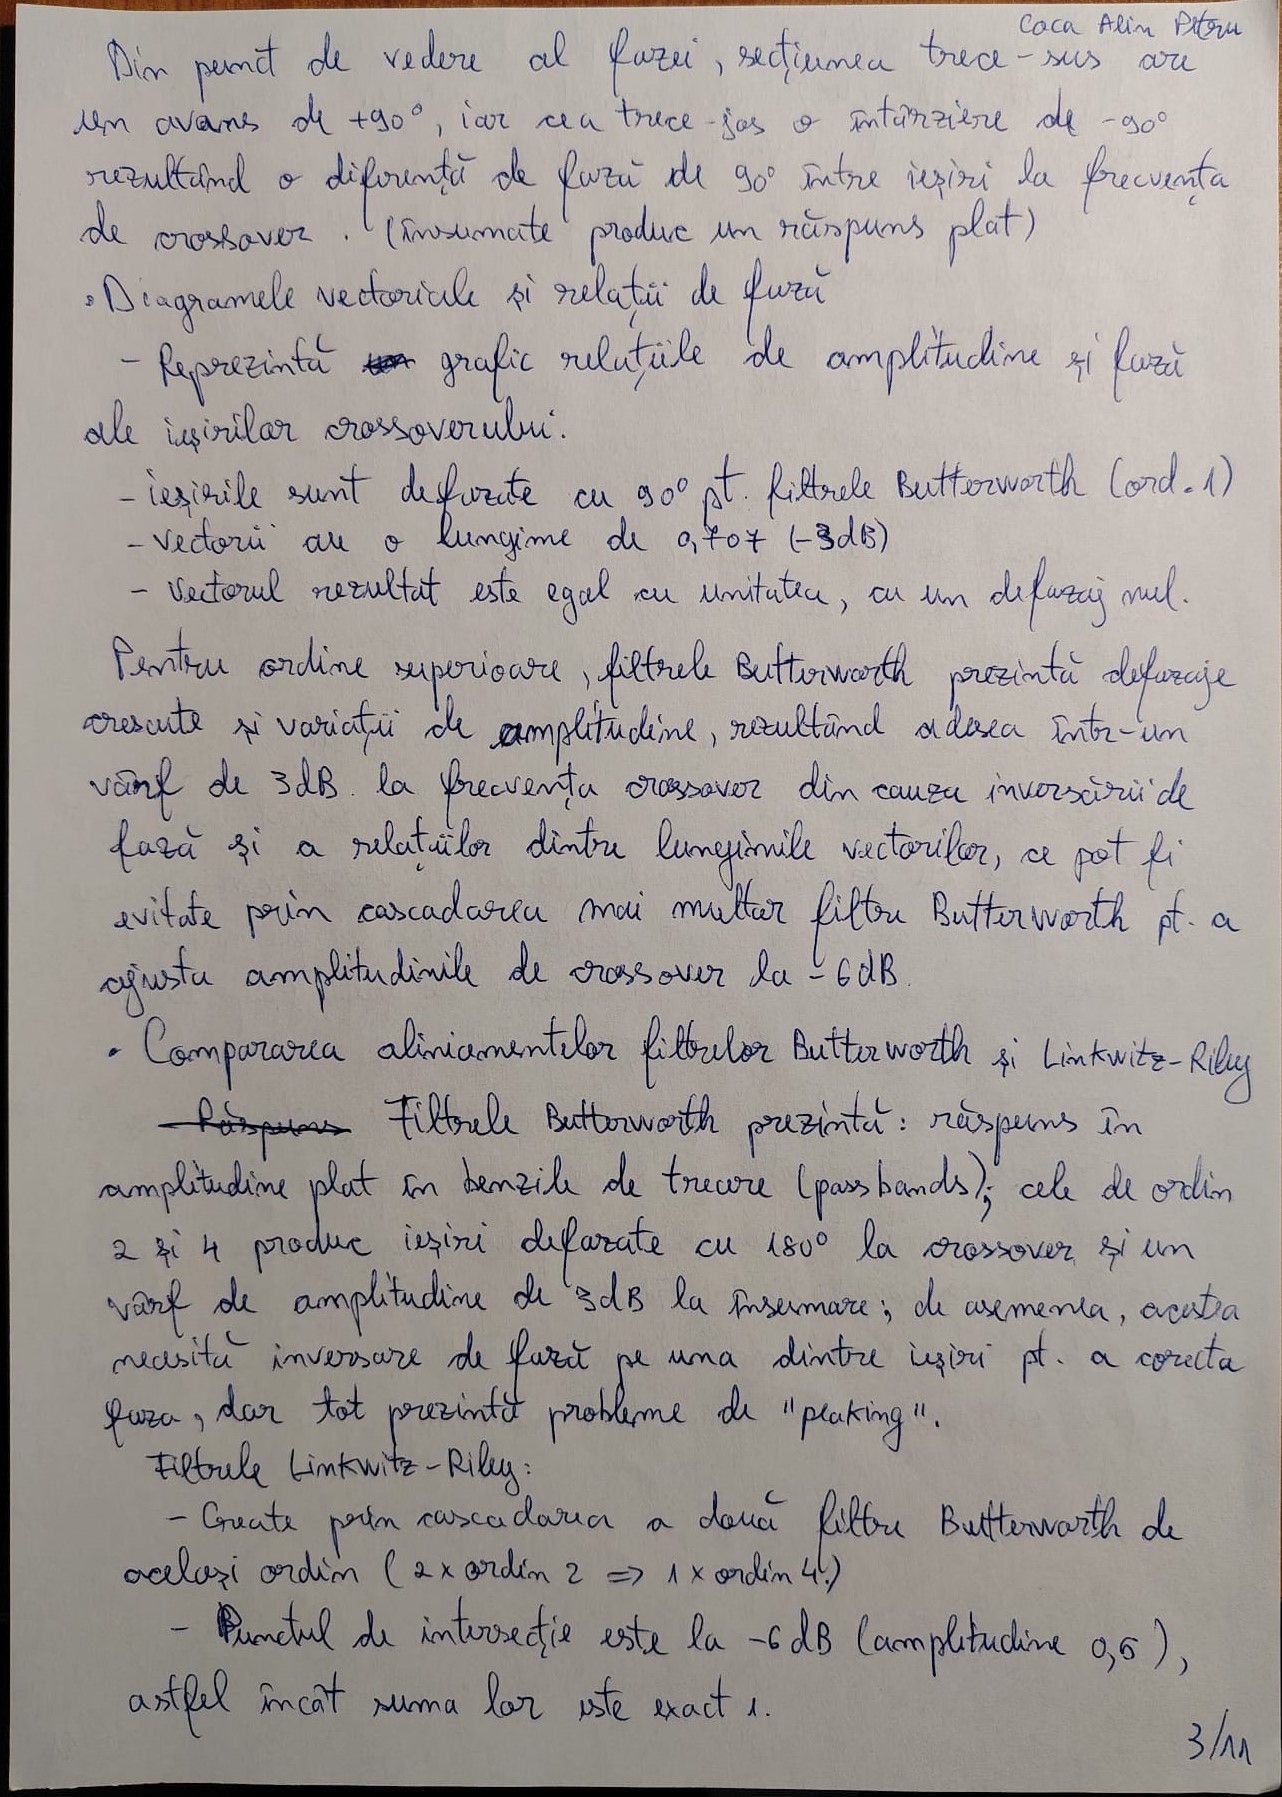 Coca Alin Petru
Din punct de vedere al fazei, secțiunea trece-sus are
un avans de +90°, iar cea trece-jos o întârziere de -90°
rezultând o diferență de fază de 90° între ieșiri la frecvența
de crossover. (însumate produc un răspuns plat)
• Diagramele vectoriale și relații de fază
- Reprezintă grafic relațiile de amplitudine și fază
ale ieșirilor crossoverului.
- ieșirile sunt defazate cu 90° pt. filtrele Butterworth (ord. 1)
- Vectorii au o lungime de 0,707 (-3dB)
- Vectorul rezultat este egal cu unitatea, cu un defazaj nul.
Pentru ordine superioare, filtrele Butterworth prezintă defazaje
crescute și variații de amplitudine, rezultând adesea într-un
vârf de 3dB. la frecvența crossover din cauza inversării de
fază și a relațiilor dintre lungimile vectorilor, ce pot fi
evitate prin cascadarea mai multor filtre Butterworth pt. a
ajusta amplitudinile de crossover la -6dB.
• Compararea aliniamentelor filtrelor Butterworth și Linkwitz-Riley
Răspuns Filtrele Butterworth prezintă: răspuns în
amplitudine plat în benzile de trecere (passbands); cele de ordin
2 și 4 produc ieșiri defazate cu 180° la crossover și un
vârf de amplitudine de 3dB la însumare; de asemenea, acestea
necesită inversare de fază pe una dintre ieșiri pt. a corecta
faza, dar tot prezintă probleme de "peaking".
Filtrele Linkwitz-Riley:
- Create prin cascadarea a două filtre Butterworth de
același ordin (2x ordin 2 => 1x ordin 4.)
- Punctul de intersecție este la -6dB (amplitudine 0,5),
astfel încât suma lor este exact 1.
3/11